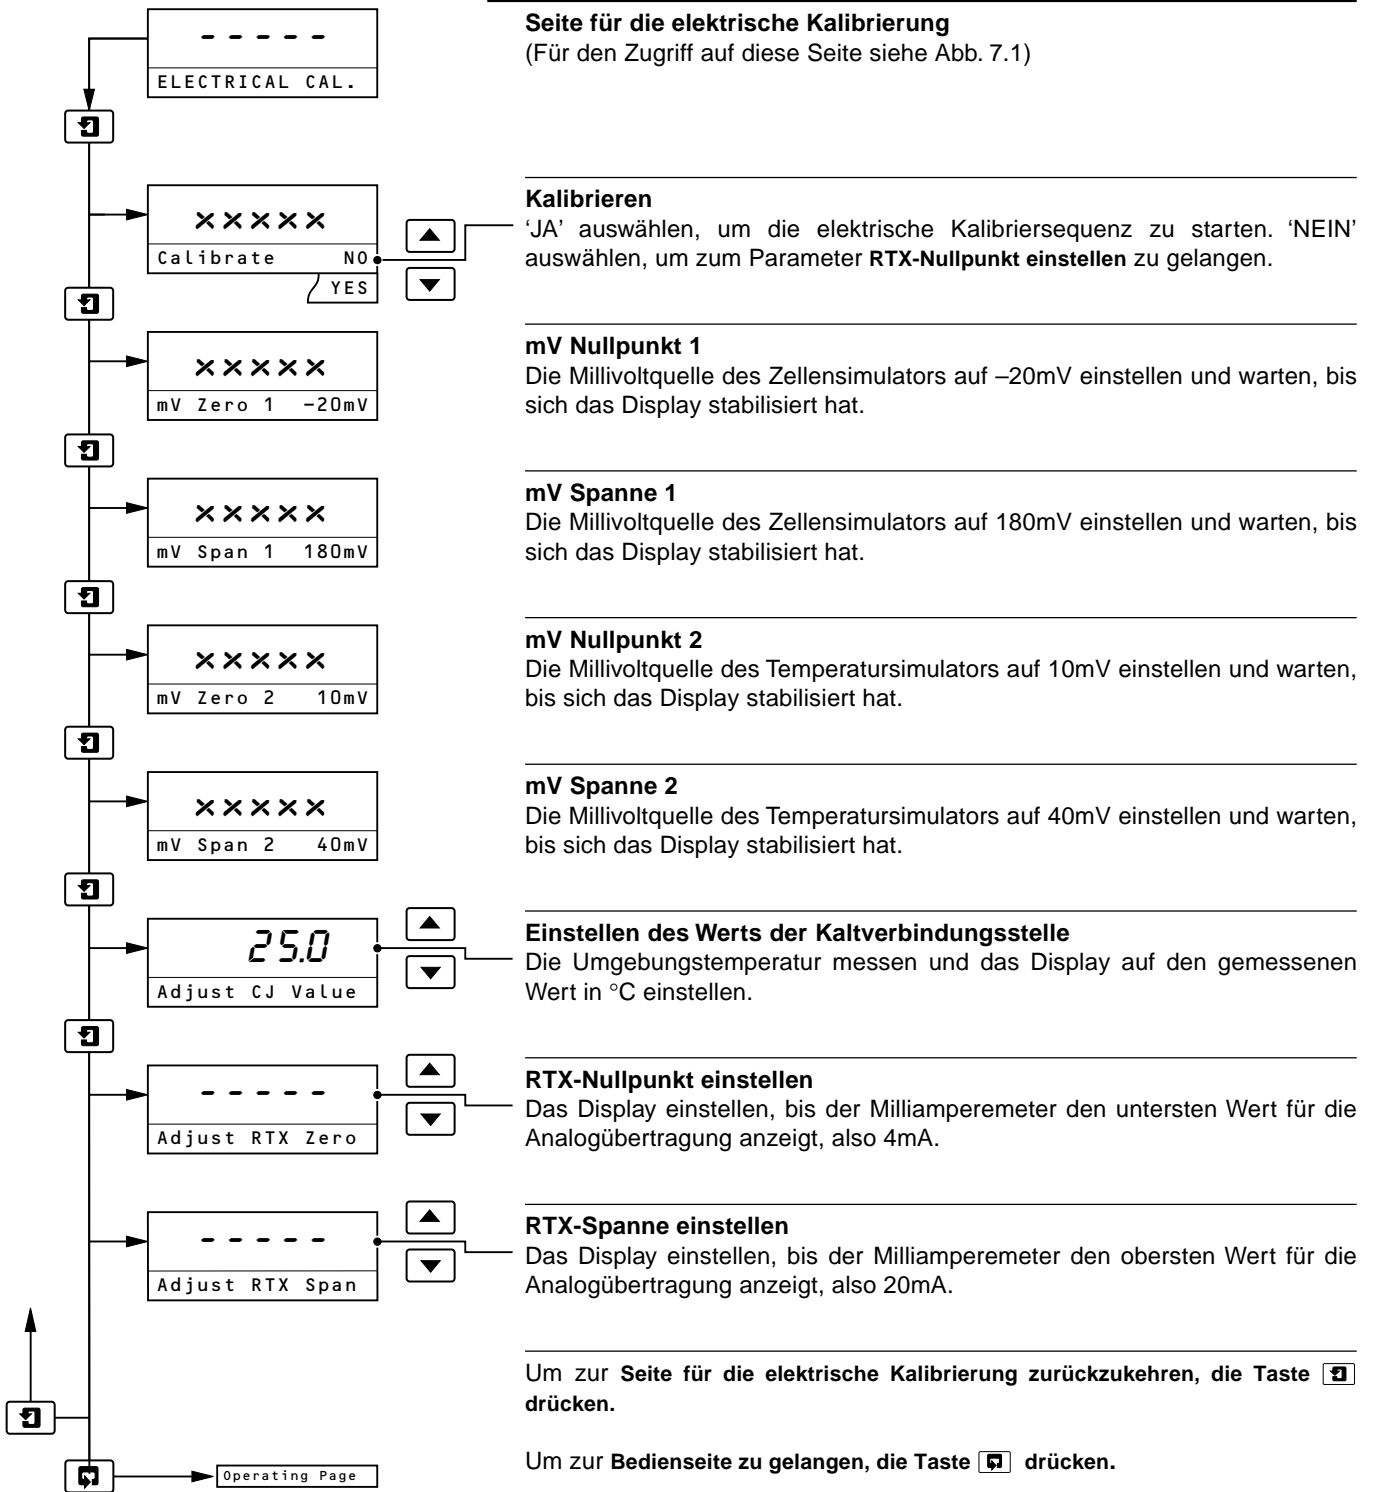 - - - - -
ELECTRICAL CAL.
Seite für die elektrische Kalibrierung
(Für den Zugriff auf diese Seite siehe Abb. 7.1)
×××××
Calibrate NO
YES
Kalibrieren
‘JA’ auswählen, um die elektrische Kalibriersequenz zu starten. ‘NEIN’
auswählen, um zum Parameter RTX-Nullpunkt einstellen zu gelangen.
×××××
mV Zero 1 –20mV
mV Nullpunkt 1
Die Millivoltquelle des Zellensimulators auf –20mV einstellen und warten, bis
sich das Display stabilisiert hat.
×××××
mV Span 1 180mV
mV Spanne 1
Die Millivoltquelle des Zellensimulators auf 180mV einstellen und warten, bis
sich das Display stabilisiert hat.
×××××
mV Zero 2 10mV
mV Nullpunkt 2
Die Millivoltquelle des Temperatursimulators auf 10mV einstellen und warten,
bis sich das Display stabilisiert hat.
×××××
mV Span 2 40mV
mV Spanne 2
Die Millivoltquelle des Temperatursimulators auf 40mV einstellen und warten,
bis sich das Display stabilisiert hat.
25.0
Adjust CJ Value
Einstellen des Werts der Kaltverbindungsstelle
Die Umgebungstemperatur messen und das Display auf den gemessenen
Wert in °C einstellen.
- - - - -
Adjust RTX Zero
RTX-Nullpunkt einstellen
Das Display einstellen, bis der Milliamperemeter den untersten Wert für die
Analogübertragung anzeigt, also 4mA.
- - - - -
Adjust RTX Span
RTX-Spanne einstellen
Das Display einstellen, bis der Milliamperemeter den obersten Wert für die
Analogübertragung anzeigt, also 20mA.
Um zur Seite für die elektrische Kalibrierung zurückzukehren, die Taste
drücken.
Um zur Bedienseite zu gelangen, die Taste drücken.
Operating Page